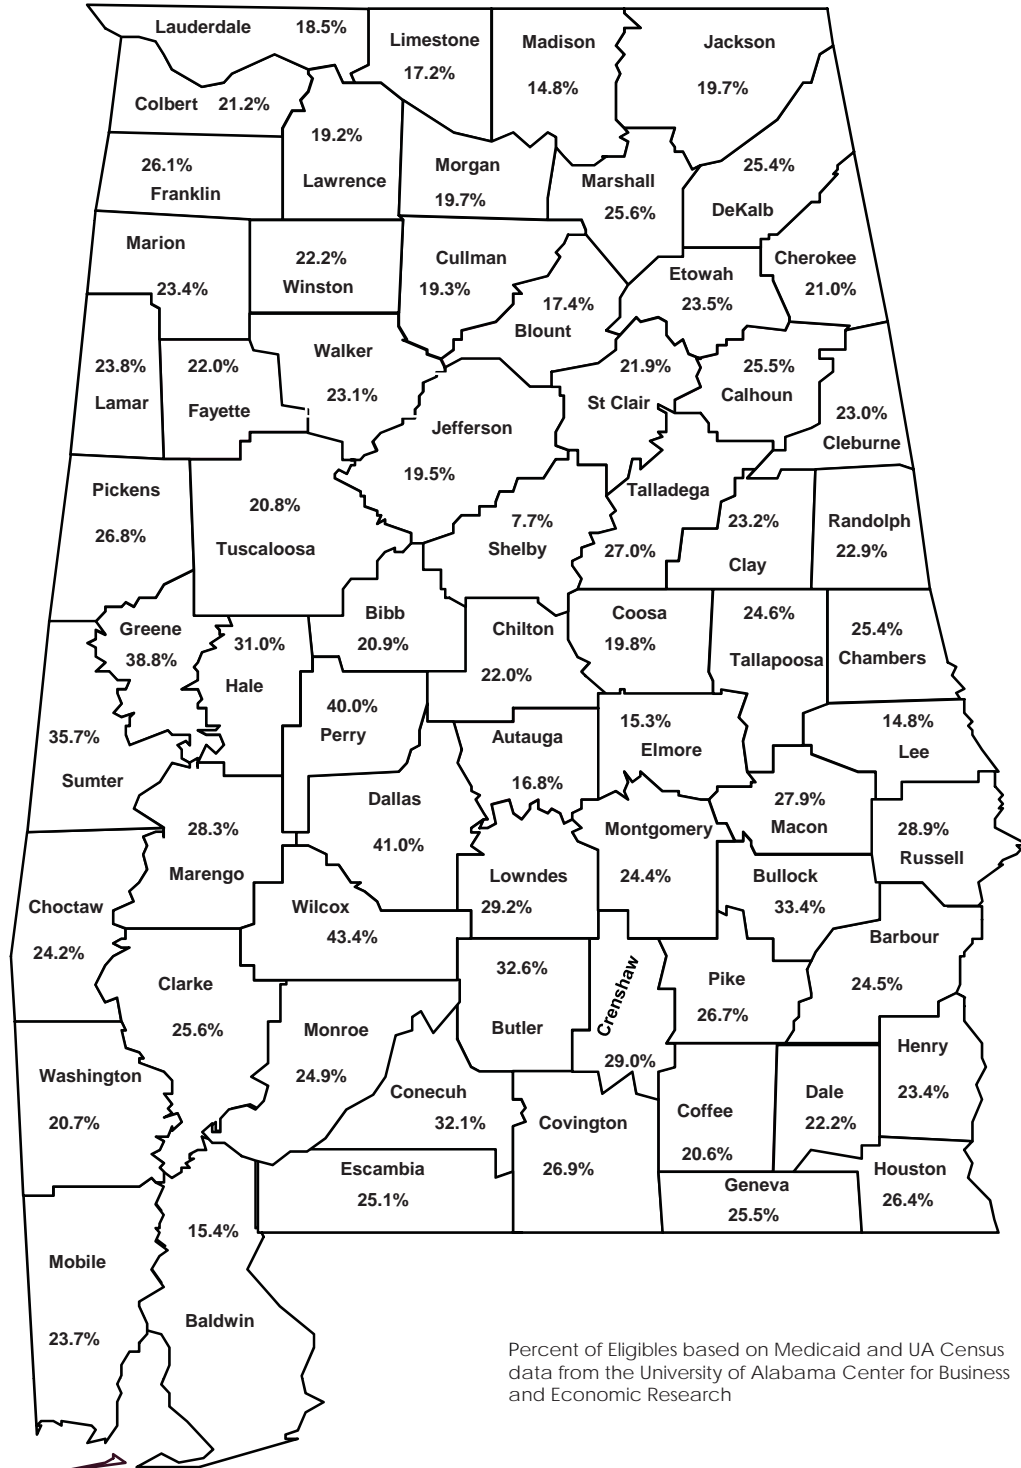 Lauderdale 18.5%
Limestone
17.2%
Madison
14.8%
Jackson
19.7%
Colbert 21.2%
19.2%
Lawrence
26.1%
Franklin
Morgan
19.7%
Marshall
25.6%
25.4%
DeKalb
Marion
23.4%
22.2%
Winston
Cullman
19.3%
17.4%
Blount
Etowah
23.5%
Cherokee
21.0%
23.8%
Lamar
22.0%
Fayette
Walker
23.1%
Jefferson
19.5%
21.9%
St Clair
25.5%
Calhoun
23.0%
Cleburne
Pickens
26.8%
20.8%
Tuscaloosa
7.7%
Shelby
Talladega
27.0%
23.2%
Clay
Randolph
22.9%
Greene
38.8%
31.0%
Hale
Bibb
20.9%
Chilton
22.0%
Coosa
19.8%
24.6%
Tallapoosa
25.4%
Chambers
35.7%
Sumter
40.0%
Perry
Autauga
16.8%
15.3%
Elmore
14.8%
Lee
28.3%
Marengo
Dallas
41.0%
Lowndes
29.2%
Montgomery
24.4%
27.9%
Macon
28.9%
Russell
Choctaw
24.2%
Wilcox
43.4%
Bullock
33.4%
Barbour
24.5%
Clarke
25.6%
32.6%
Butler
Crenshaw
29.0%
Pike
26.7%
Henry
23.4%
Washington
20.7%
Monroe
24.9%
Conecuh
32.1%
Covington
26.9%
Coffee
20.6%
Dale
22.2%
Houston
26.4%
Escambia
25.1%
Geneva
25.5%
Mobile
23.7%
15.4%
Baldwin
Percent of Eligibles based on Medicaid and UA Census
data from the University of Alabama Center for Business
and Economic Research